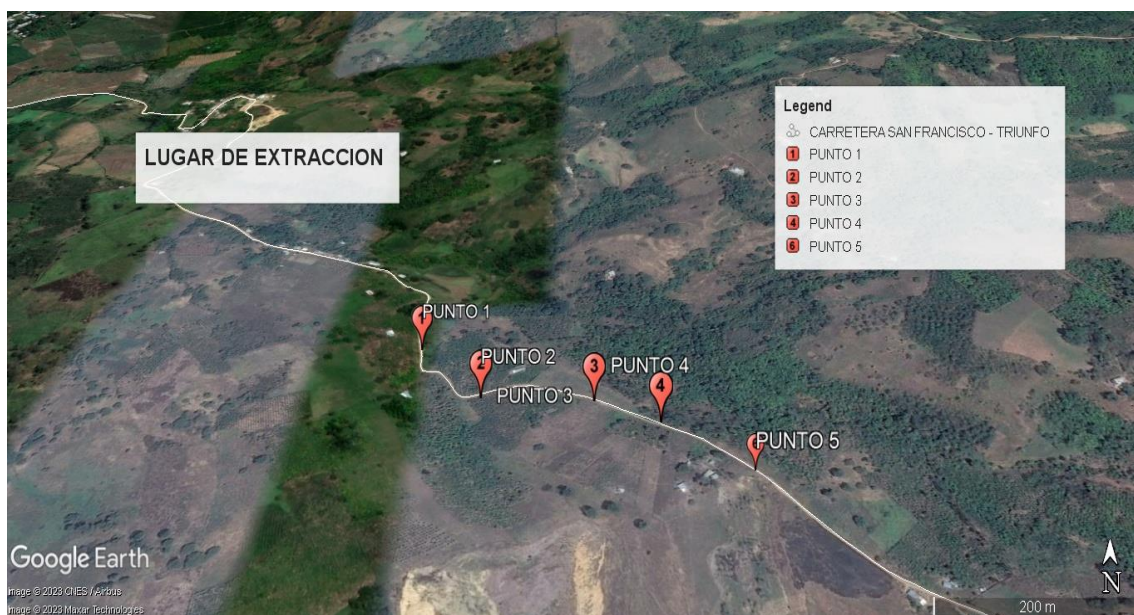 LUGAR DE EXTRACCION
Legend
CARRETERA SAN FRANCISCO - TRIUNFO
1 PUNTO 1
2 PUNTO 2
3 PUNTO 3
4 PUNTO 4
6 PUNTO 5
PUNTO 1
2 PUNTO 2
3 PUNTO 4
PUNTO 3
4
PUNTO 5
Google Earth
Image © 2023 CNES / Airbus
Image © 2023 Maxar Technologies
N
200 m